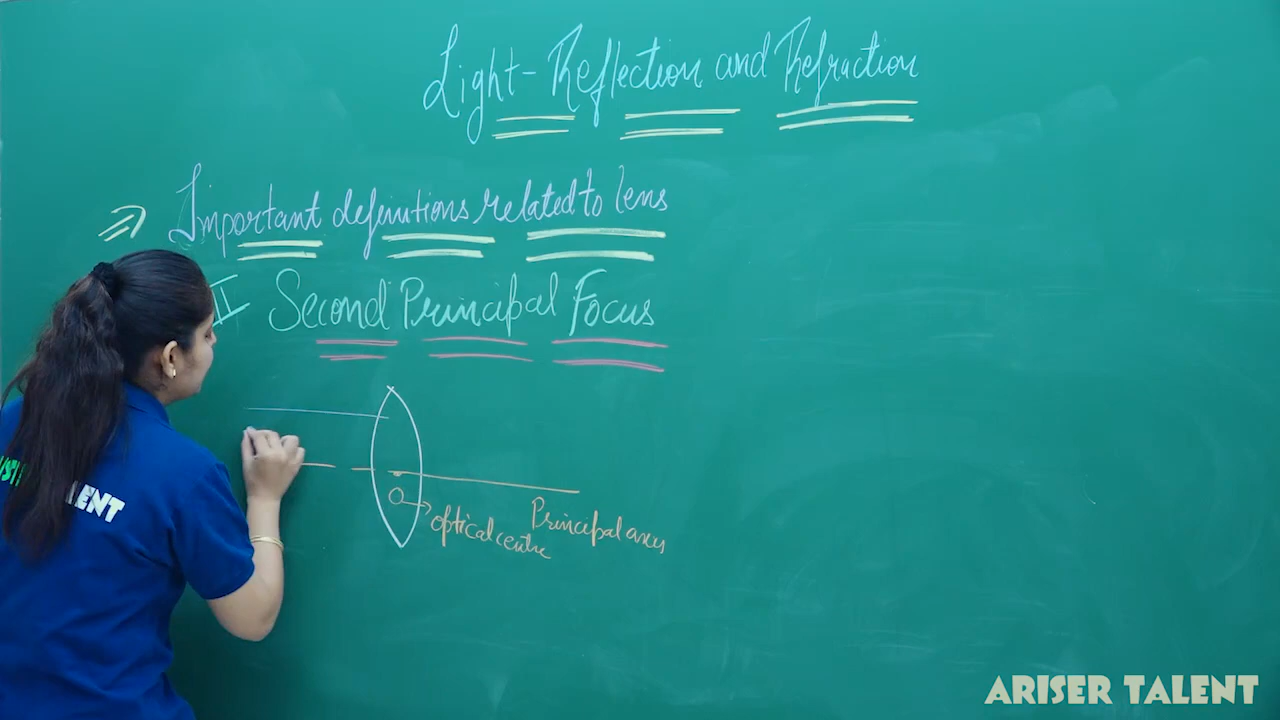 Light-Reflection and Refraction
⇒ Important definitions related to lens
II Second Principal Focus
O → optical centre
Principal axis
ENT
ARISER TALENT